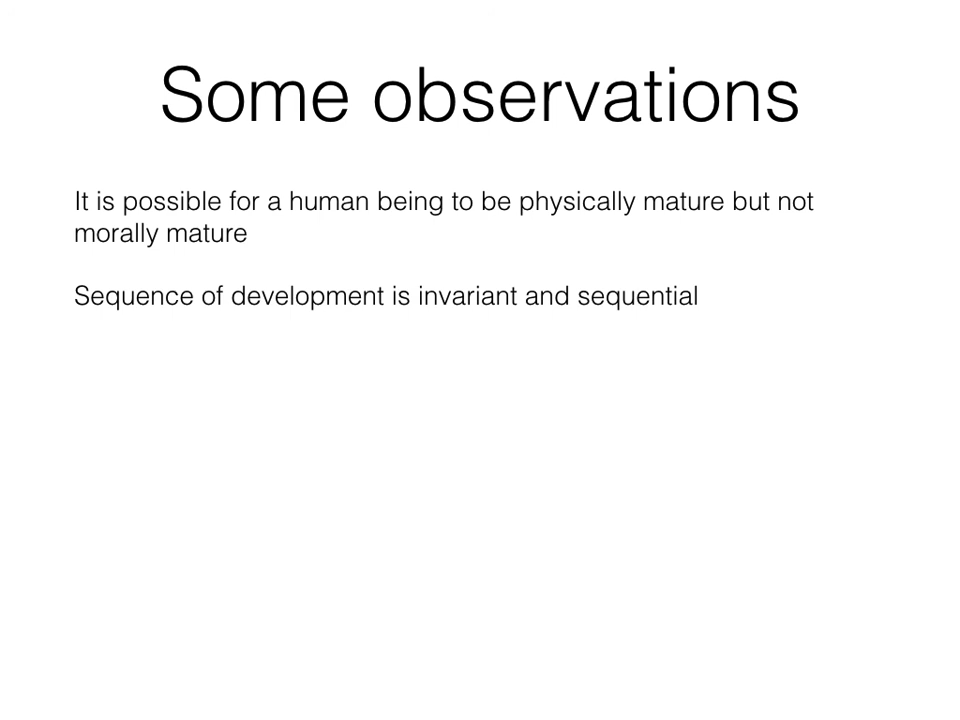 Some observations
It is possible for a human being to be physically mature but not
morally mature
Sequence of development is invariant and sequential